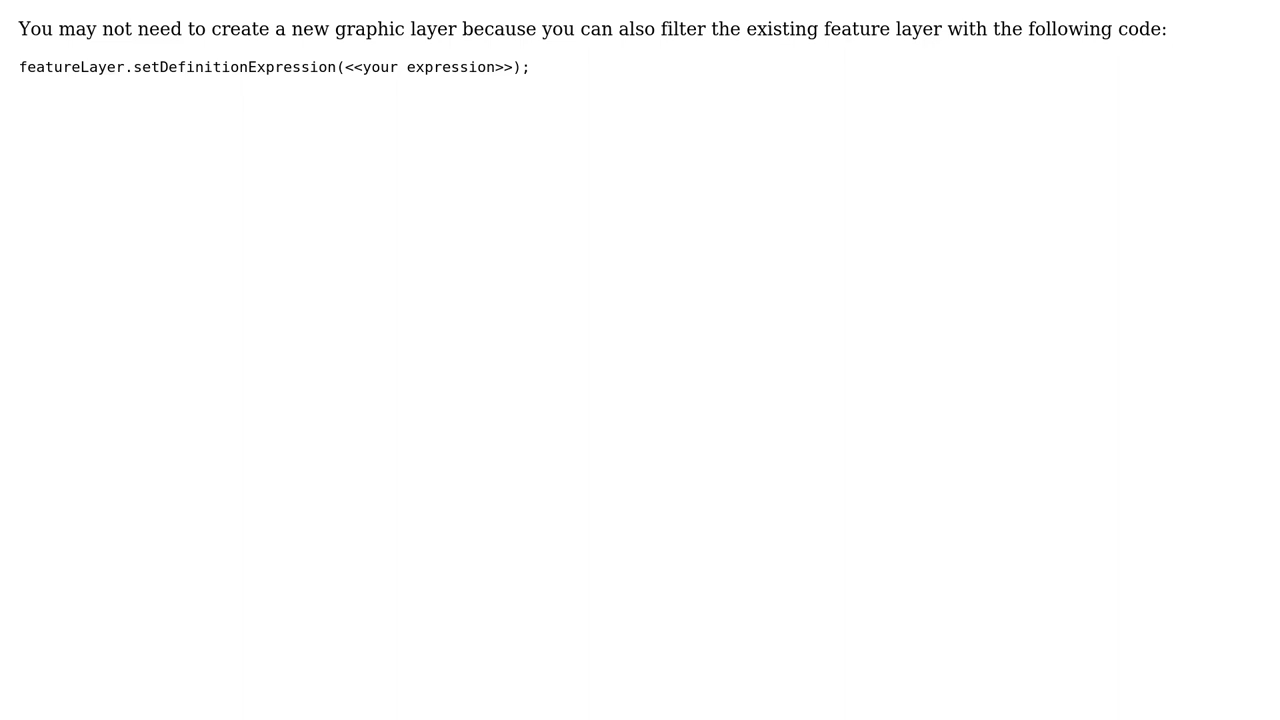 You may not need to create a new graphic layer because you can also filter the existing feature layer with the following code:
featureLayer.setDefinitionExpression(<<your expression>>);